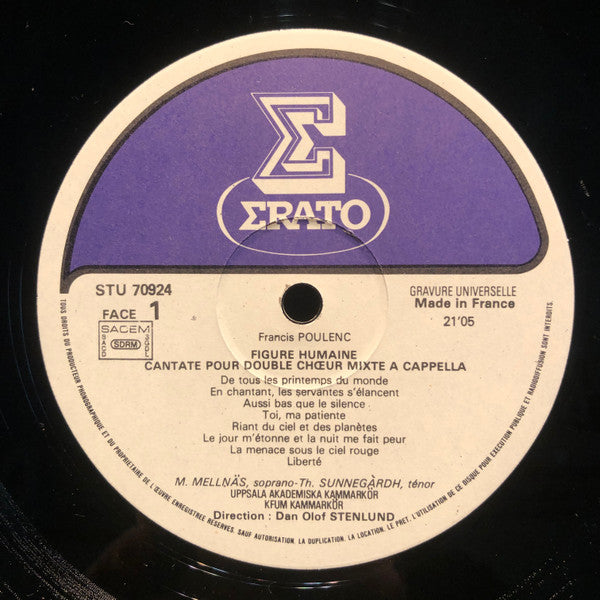 Σ
ΣRATO
STU 70924
FACE 1
SACEM
SACD
SDRM
SGDL
GRAVURE UNIVERSELLE
Made in France
21'05
Francis POULENC
FIGURE HUMAINE
CANTATE POUR DOUBLE CHŒUR MIXTE A CAPPELLA
De tous les printemps du monde
En chantant, les servantes s'élancent
Aussi bas que le silence
Toi, ma patiente
Riant du ciel et des planètes
Le jour m'étonne et la nuit me fait peur
La menace sous le ciel rouge
Liberté
M. MELLNÄS, soprano-Th. SUNNEGÀRDH, ténor
UPPSALA AKADEMISKA KAMMARKÖR
KFUM KAMMARKÖR
Direction : Dan Olof STENLUND
TOUS DROITS DU PRODUCTEUR PHONOGRAPHIQUE ET DU PROPRIETAIRE DE L'ŒUVRE ENREGISTREE RESERVES. SAUF AUTORISATION. LA DUPLICATION. LA LOCATION. LE PRET. L'UTILISATION DE CE DISQUE POUR EXECUTION PUBLIQUE ET RADIODIFFUSION SONT INTERDITS.